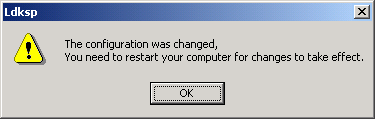 Ldksp
The configuration was changed,
You need to restart your computer for changes to take effect.
OK